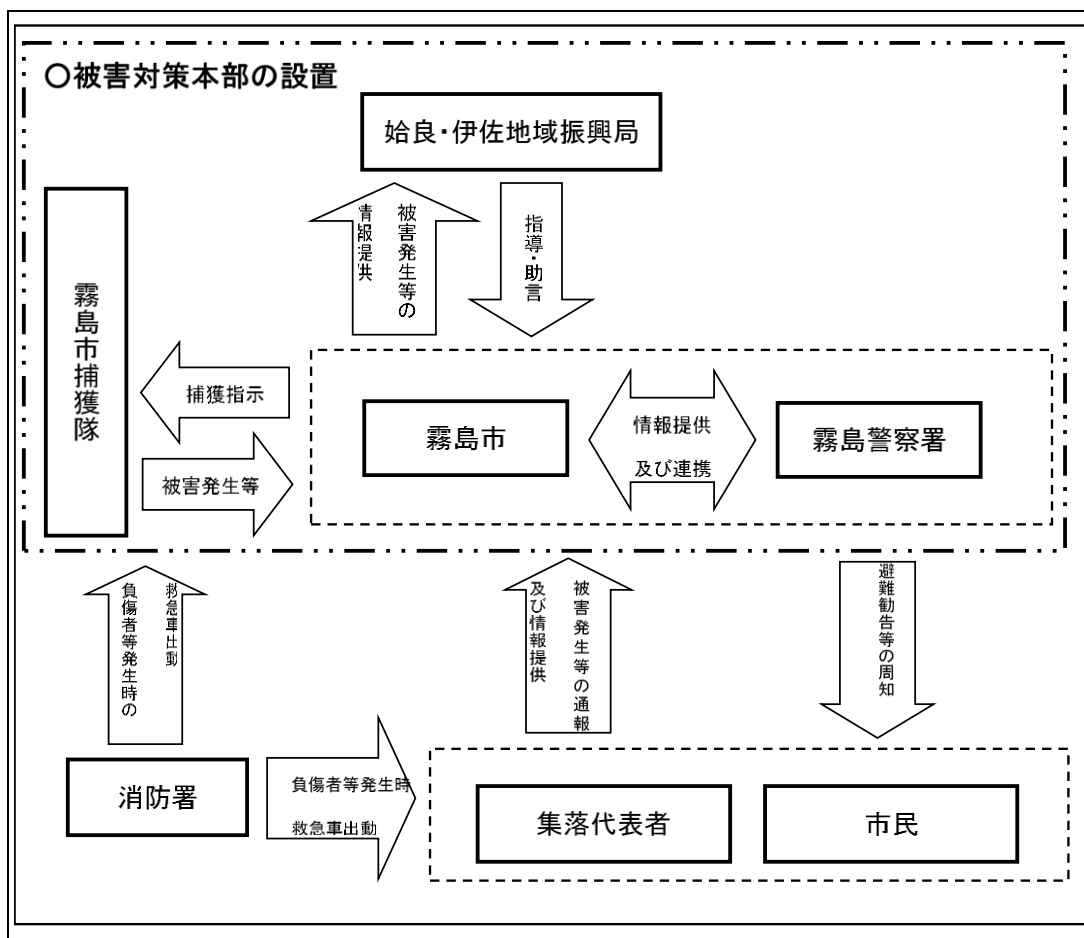 〇被害対策本部の設置
姶良・伊佐地域振興局
被害発生等の
情報提供
指導・助言
霧島市捕獲隊
捕獲指示
被害発生等
霧島市
情報提供
及び連携
霧島警察署
救急車出動
負傷者等発生時の
被害発生等の通報
及び情報提供
避難勧告等の周知
消防署
負傷者等発生時
救急車出動
集落代表者
市民